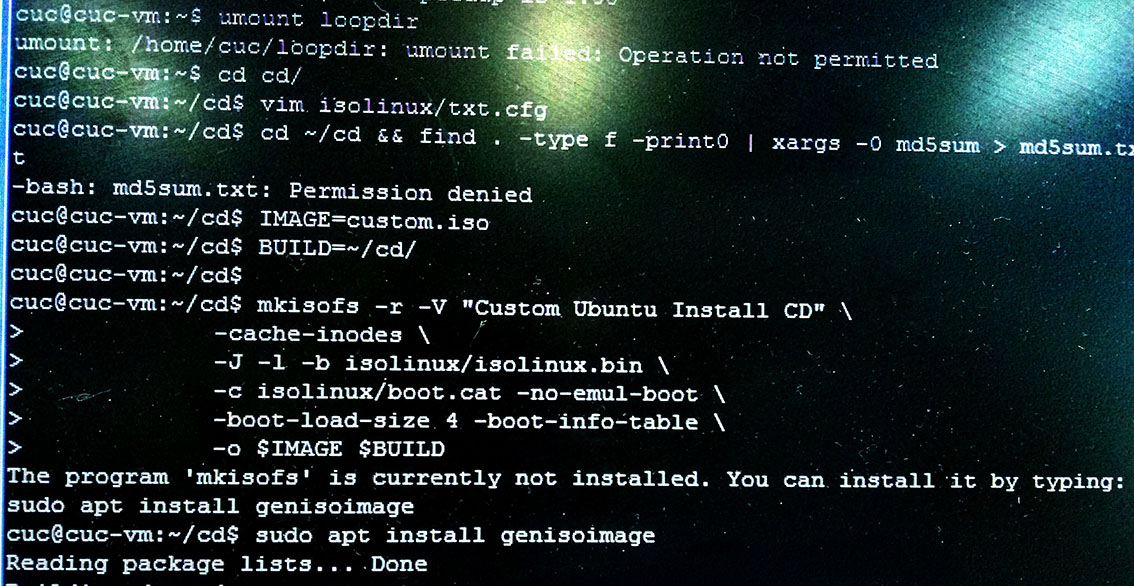 cuc@cuc-vm:~$ umount loopdir
umount: /home/cuc/loopdir: umount failed: Operation not permitted
cuc@cuc-vm:~$ cd cd/
cuc@cuc-vm:~/cd$ vim isolinux/txt.cfg
cuc@cuc-vm:~/cd$ cd ~/cd && find . -type f -print0 | xargs -0 md5sum > md5sum.tx
t
-bash: md5sum.txt: Permission denied
cuc@cuc-vm:~/cd$ IMAGE=custom.iso
cuc@cuc-vm:~/cd$ BUILD=~/cd/
cuc@cuc-vm:~/cd$
cuc@cuc-vm:~/cd$ mkisofs -r -V "Custom Ubuntu Install CD" \
>             -cache-inodes \
>             -J -l -b isolinux/isolinux.bin \
>             -c isolinux/boot.cat -no-emul-boot \
>             -boot-load-size 4 -boot-info-table \
>             -o $IMAGE $BUILD
The program 'mkisofs' is currently not installed. You can install it by typing:
sudo apt install genisoimage
cuc@cuc-vm:~/cd$ sudo apt install genisoimage
Reading package lists... Done